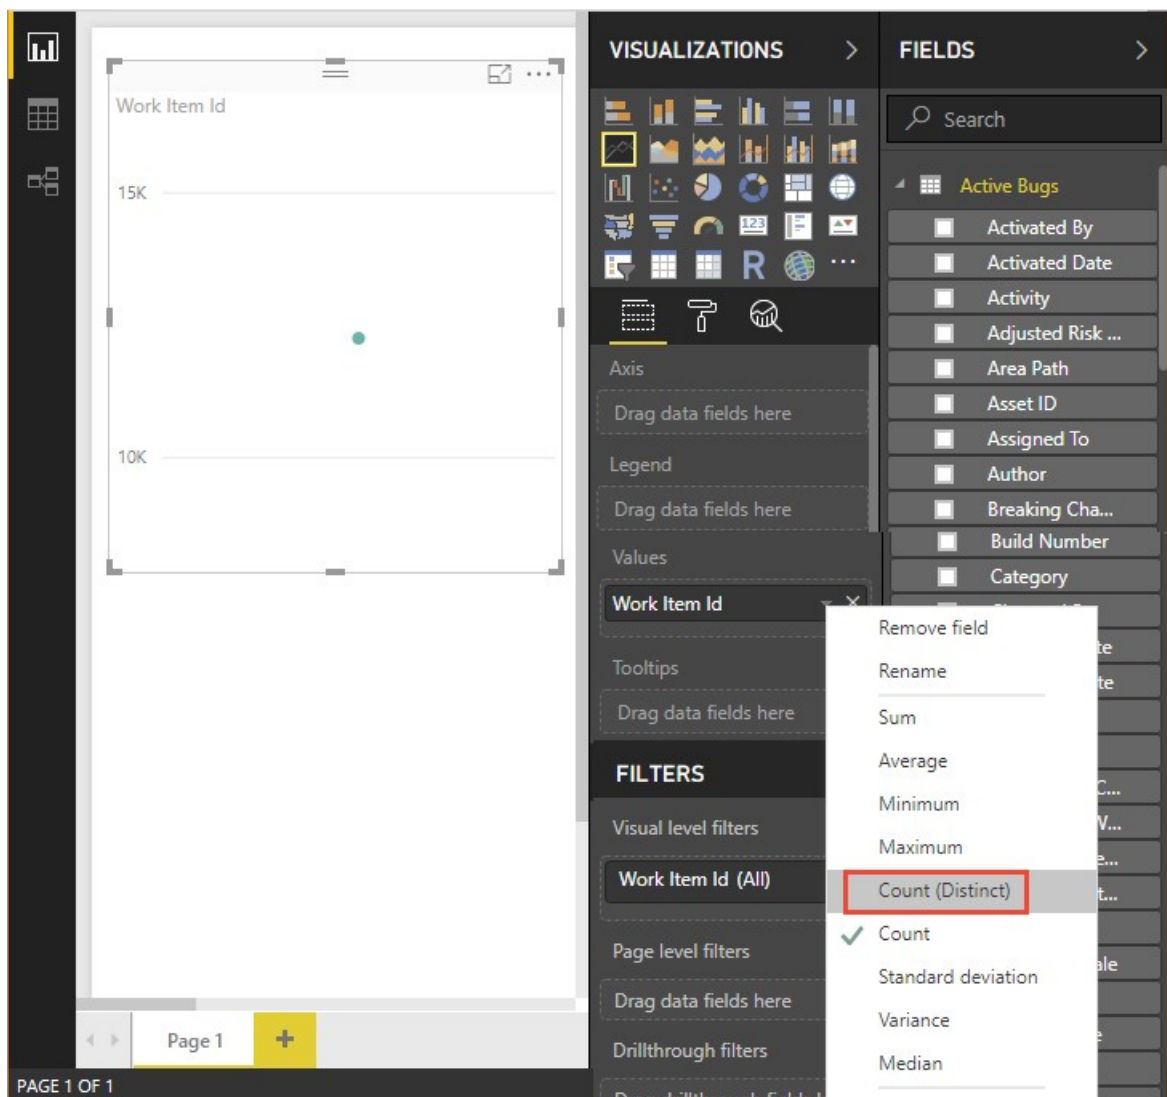 Work Item Id
15K
10K
Page 1
PAGE 1 OF 1
VISUALIZATIONS
123
R
Axis
Drag data fields here
Legend
Drag data fields here
Values
Work Item Id
Tooltips
Drag data fields here
FILTERS
Visual level filters
Work Item Id (All)
Page level filters
Drag data fields here
Drillthrough filters
Remove field
Rename
Sum
Average
Minimum
Maximum
Count (Distinct)
Count
Standard deviation
Variance
Median
FIELDS
Search
Active Bugs
Activated By
Activated Date
Activity
Adjusted Risk ...
Area Path
Asset ID
Assigned To
Author
Breaking Cha...
Build Number
Category